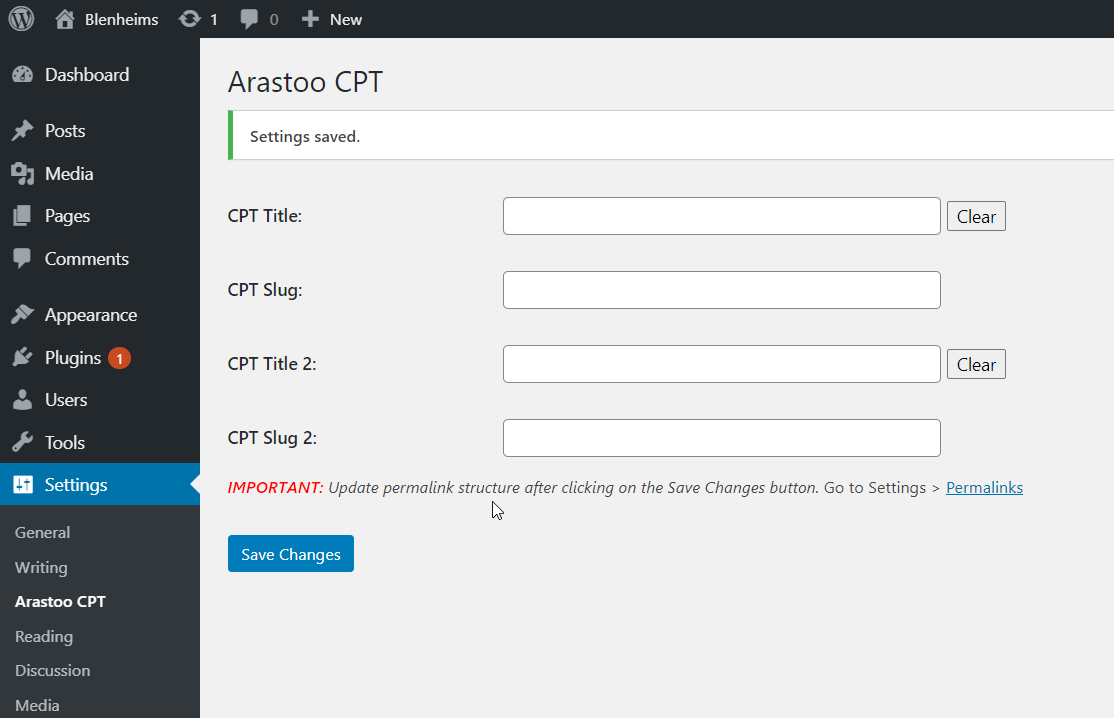 Blenheims 1 0 New
Dashboard
Posts
Media
Pages
Comments
Appearance
Plugins 1
Users
Tools
Settings
General
Writing
Arastoo CPT
Reading
Discussion
Media
Arastoo CPT
Settings saved.
CPT Title: Clear
CPT Slug:
CPT Title 2: Clear
CPT Slug 2:
IMPORTANT: Update permalink structure after clicking on the Save Changes button. Go to Settings > Permalinks
Save Changes